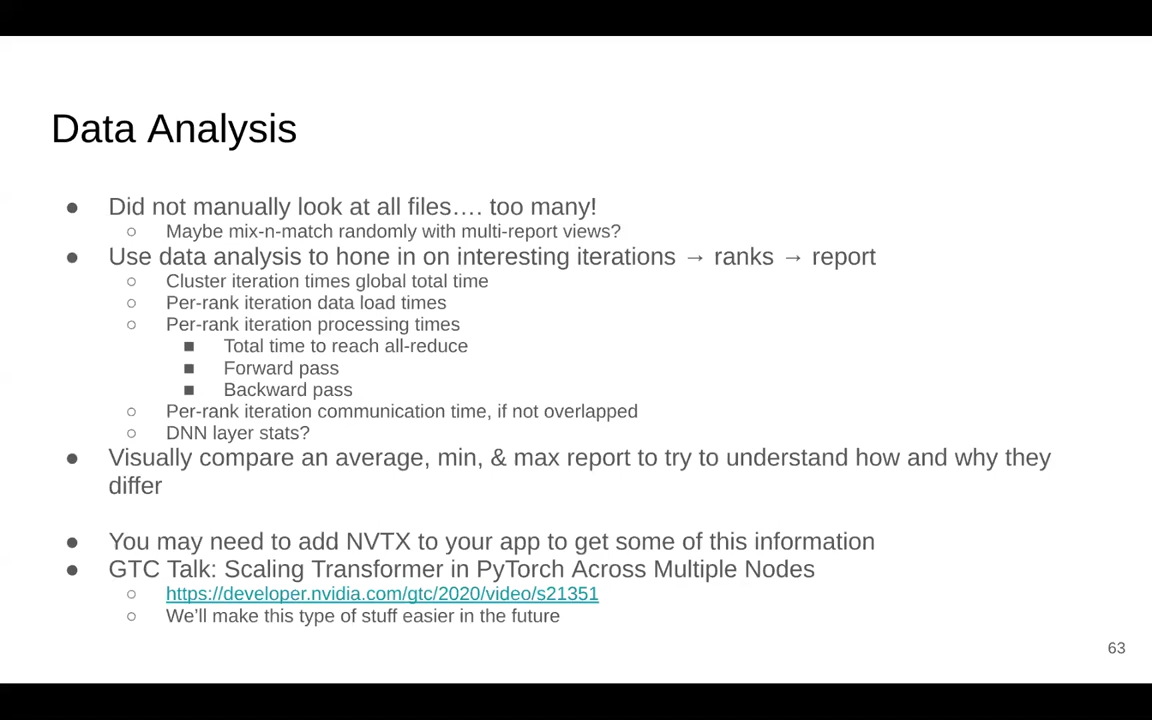 Data Analysis
● Did not manually look at all files…. too many!
○ Maybe mix-n-match randomly with multi-report views?
● Use data analysis to hone in on interesting iterations → ranks → report
○ Cluster iteration times global total time
○ Per-rank iteration data load times
○ Per-rank iteration processing times
■ Total time to reach all-reduce
■ Forward pass
■ Backward pass
○ Per-rank iteration communication time, if not overlapped
○ DNN layer stats?
● Visually compare an average, min, & max report to try to understand how and why they
differ
● You may need to add NVTX to your app to get some of this information
● GTC Talk: Scaling Transformer in PyTorch Across Multiple Nodes
○ https://developer.nvidia.com/gtc/2020/video/s21351
○ We’ll make this type of stuff easier in the future
63